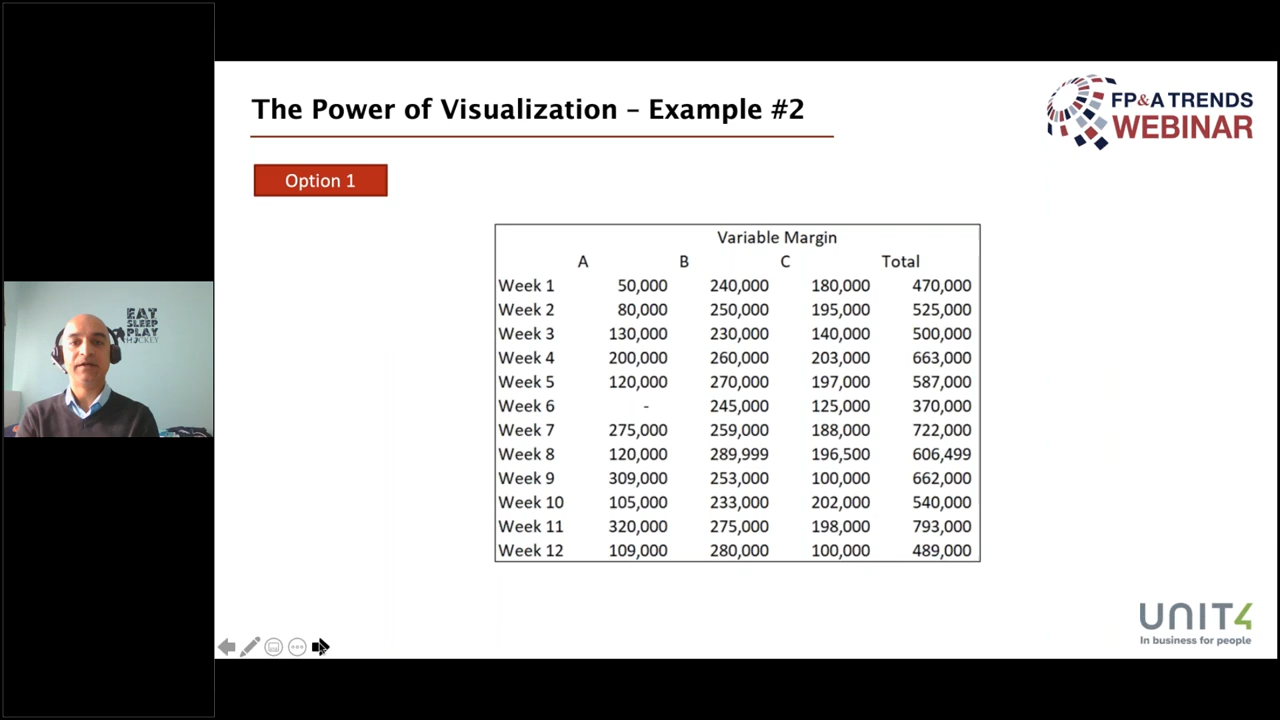 The Power of Visualization – Example #2
FP&A TRENDS
WEBINAR
Option 1
Variable Margin
A B C Total
Week 1 50,000 240,000 180,000 470,000
Week 2 80,000 250,000 195,000 525,000
Week 3 130,000 230,000 140,000 500,000
Week 4 200,000 260,000 203,000 663,000
Week 5 120,000 270,000 197,000 587,000
Week 6 - 245,000 125,000 370,000
Week 7 275,000 259,000 188,000 722,000
Week 8 120,000 289,999 196,500 606,499
Week 9 309,000 253,000 100,000 662,000
Week 10 105,000 233,000 202,000 540,000
Week 11 320,000 275,000 198,000 793,000
Week 12 109,000 280,000 100,000 489,000
EAT
SLEEP
PLAY
HOCKEY
UNIT4
In business for people